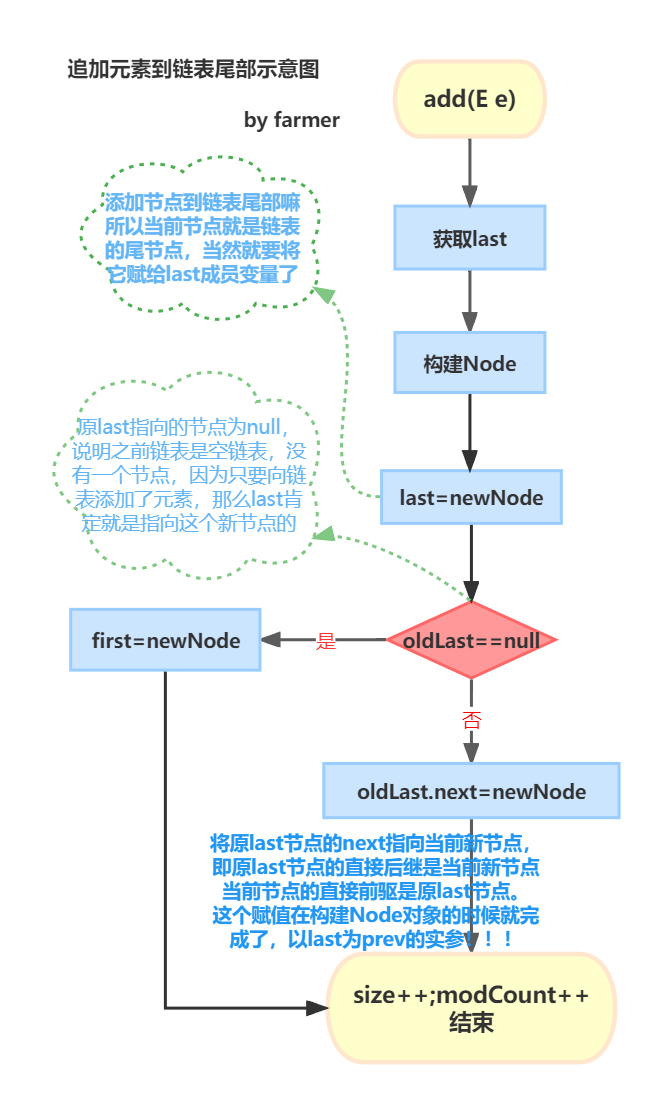 追加元素到链表尾部示意图
by farmer
add(E e)
添加节点到链表尾部嘛
所以当前节点就是链表
的尾节点，当然就要将
它赋给last成员变量了
获取last
构建Node
原last指向的节点为null，
说明之前链表是空链表，没
有一个节点，因为只要向链
表添加了元素，那么last肯
定就是指向这个新节点的
last=newNode
first=newNode
是
oldLast==null
否
oldLast.next=newNode
将原last节点的next指向当前新节点，
即原last节点的直接后继是当前新节点
当前节点的直接前驱是原last节点。
这个赋值在构建Node对象的时候就完
成了，以last为prev的实参！！！
size++;modCount++
结束